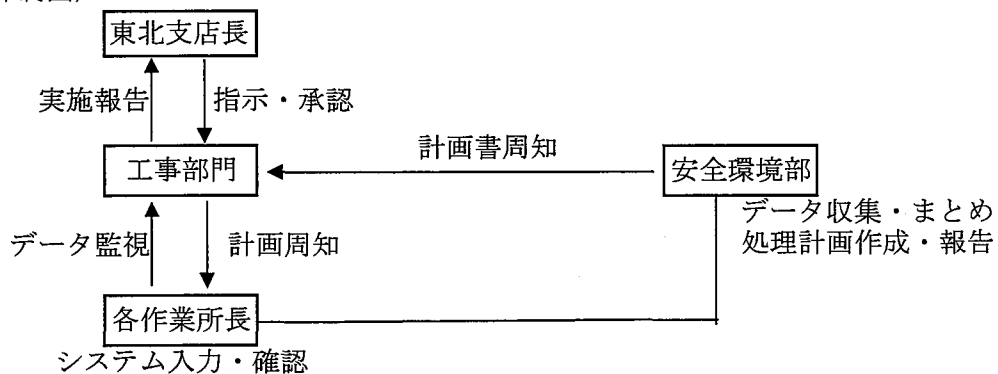 東北支店長
実施報告 指示・承認
計画書周知
工事部門 安全環境部
データ収集・まとめ
データ監視 計画周知 処理計画作成・報告
各作業所長
システム入力・確認